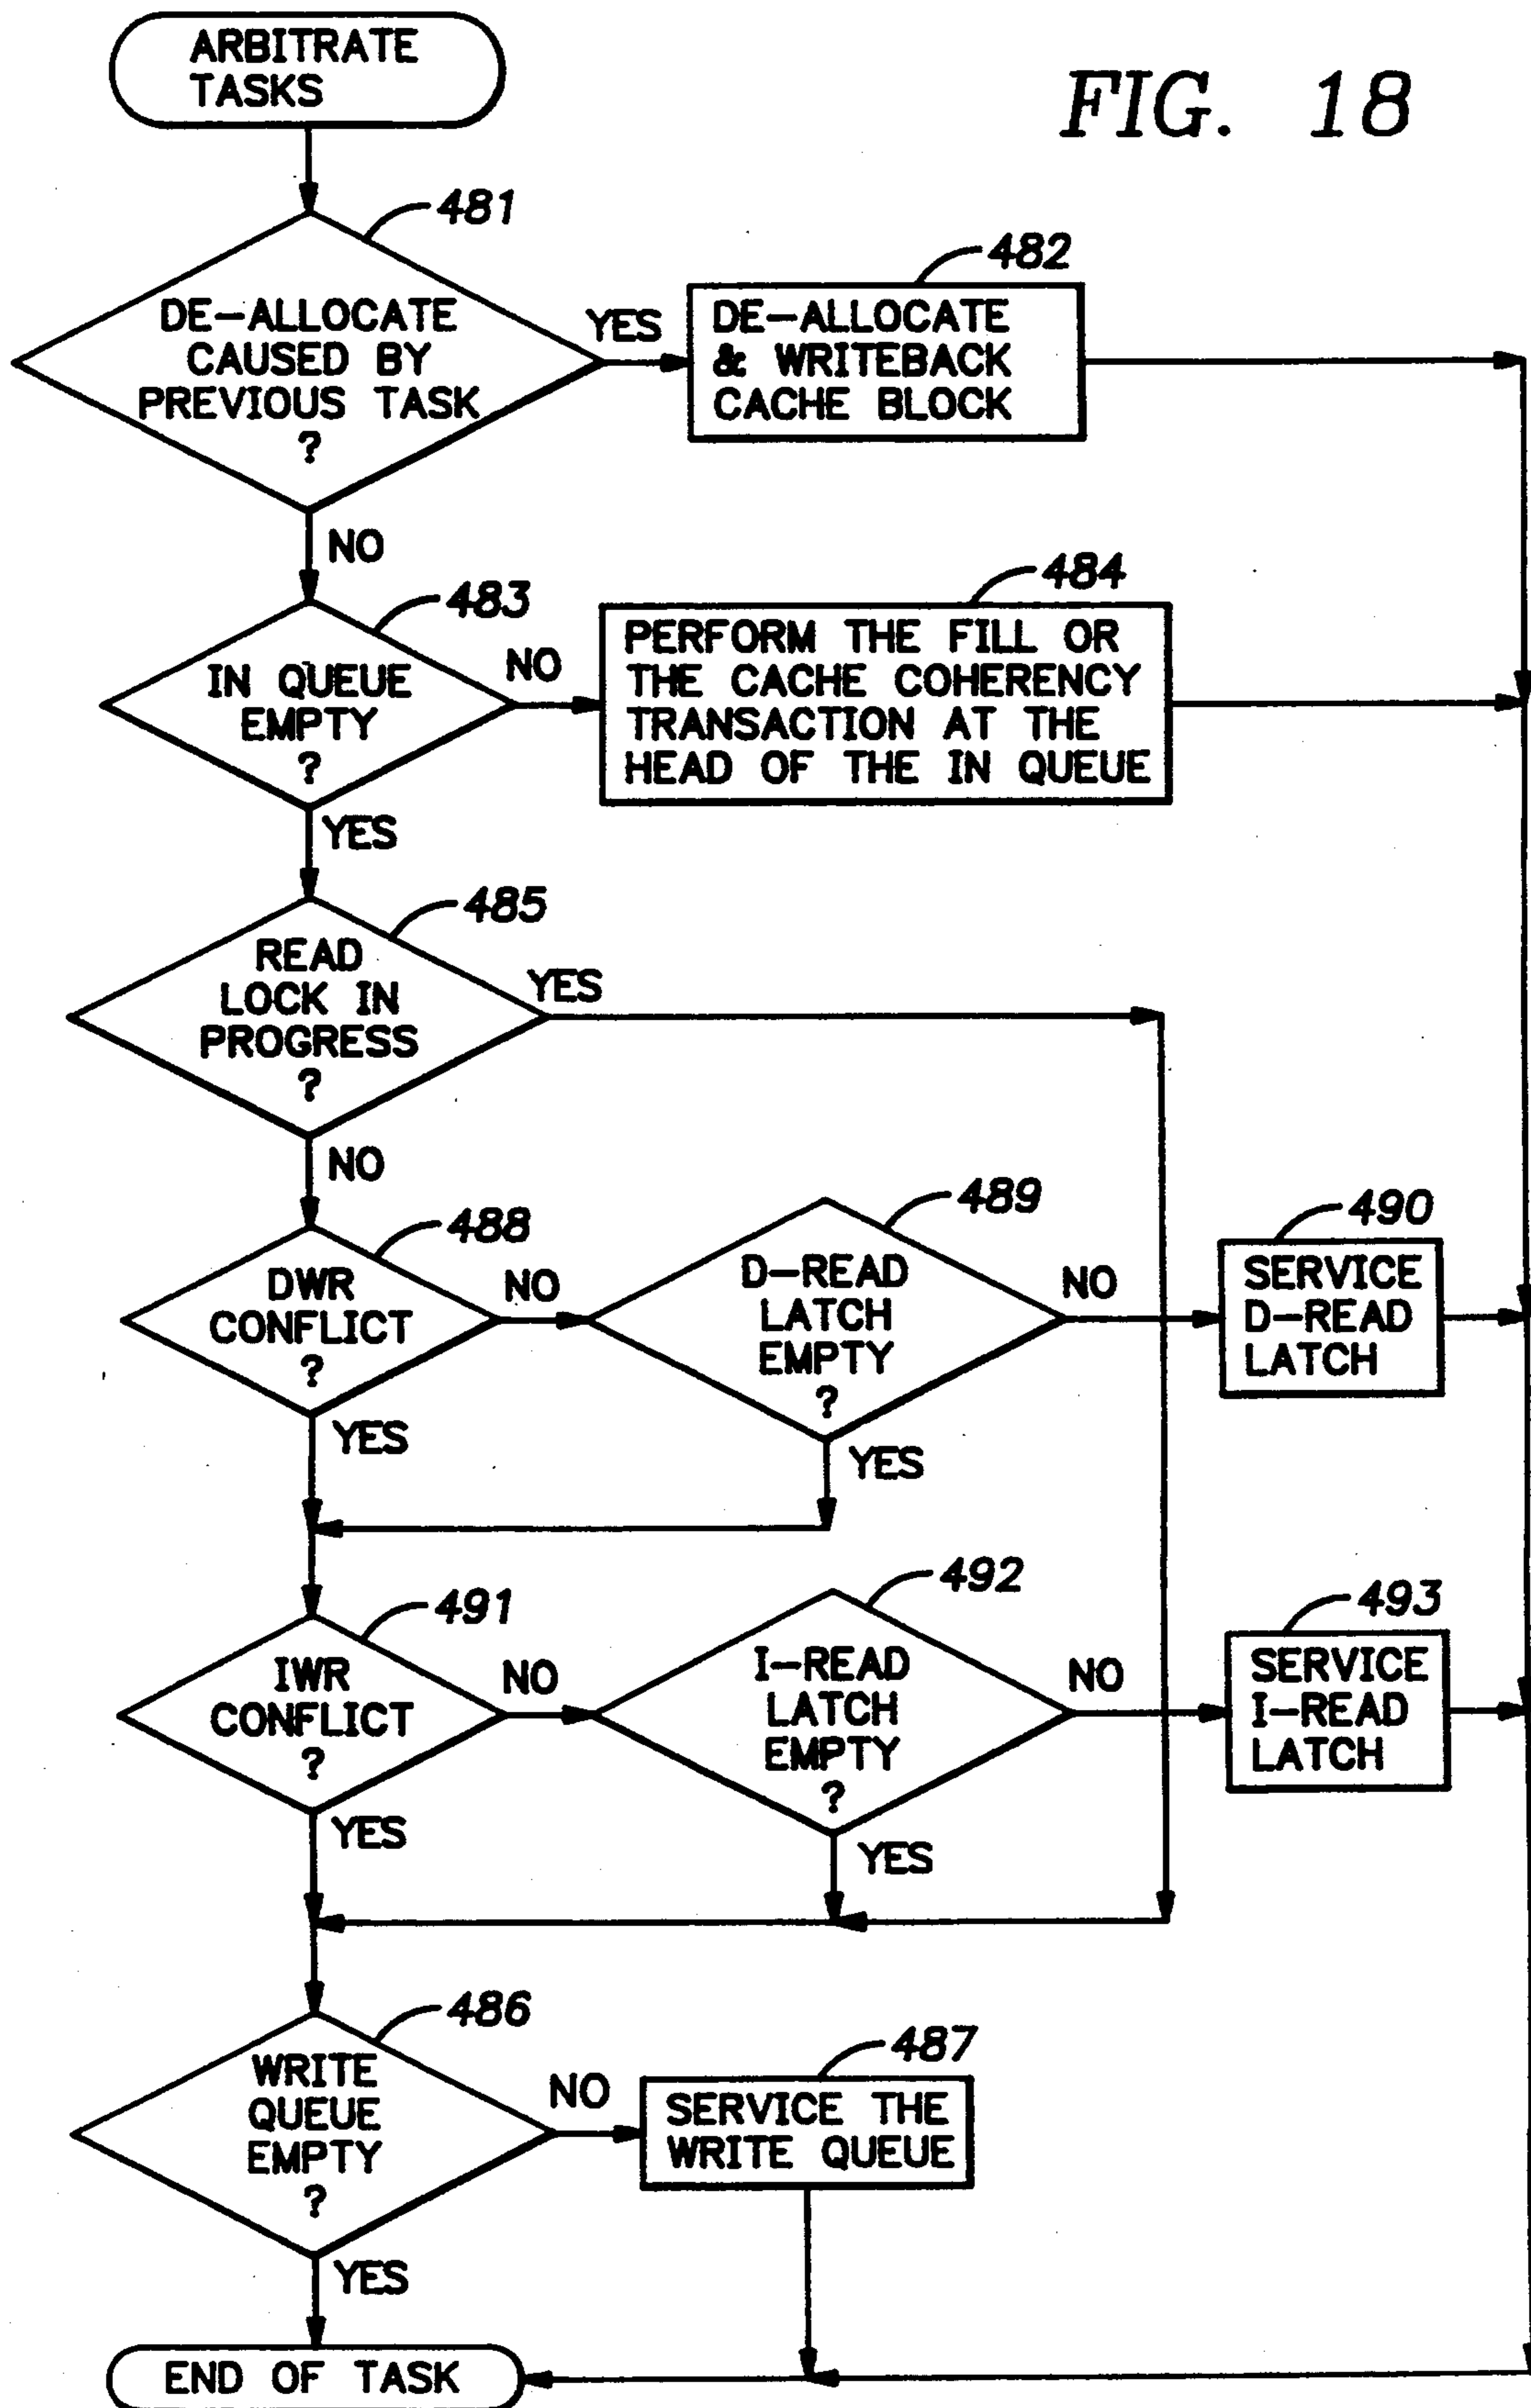 ARBITRATE
TASKS
FIG. 18
481
DE-ALLOCATE
CAUSED BY
PREVIOUS TASK
?
YES
482
DE-ALLOCATE
& WRITEBACK
CACHE BLOCK
NO
483
IN QUEUE
EMPTY
?
NO
484
PERFORM THE FILL OR
THE CACHE COHERENCY
TRANSACTION AT THE
HEAD OF THE IN QUEUE
YES
485
READ
LOCK IN
PROGRESS
?
YES
NO
488
DWR
CONFLICT
?
NO
489
D-READ
LATCH
EMPTY
?
NO
490
SERVICE
D-READ
LATCH
YES
YES
491
IWR
CONFLICT
?
NO
492
I-READ
LATCH
EMPTY
?
NO
493
SERVICE
I-READ
LATCH
YES
YES
486
WRITE
QUEUE
EMPTY
?
NO
487
SERVICE THE
WRITE QUEUE
YES
END OF TASK